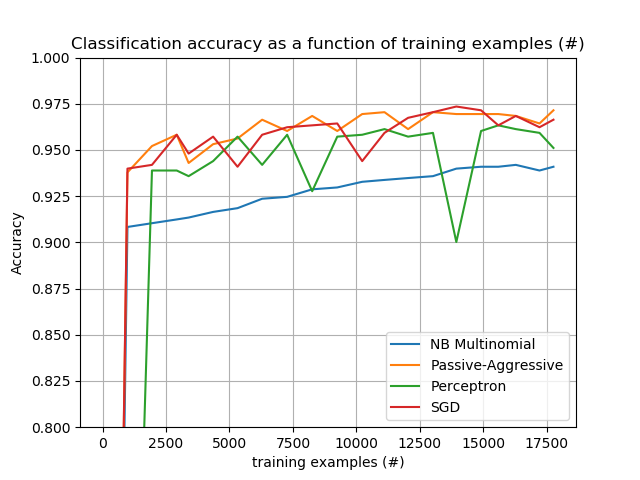 Classification accuracy as a function of training examples (#)
1.000
0.975
0.950
0.925
0.900
0.875
0.850
0.825
0.800
Accuracy
NB Multinomial
Passive-Aggressive
Perceptron
SGD
0 2500 5000 7500 10000 12500 15000 17500
training examples (#)